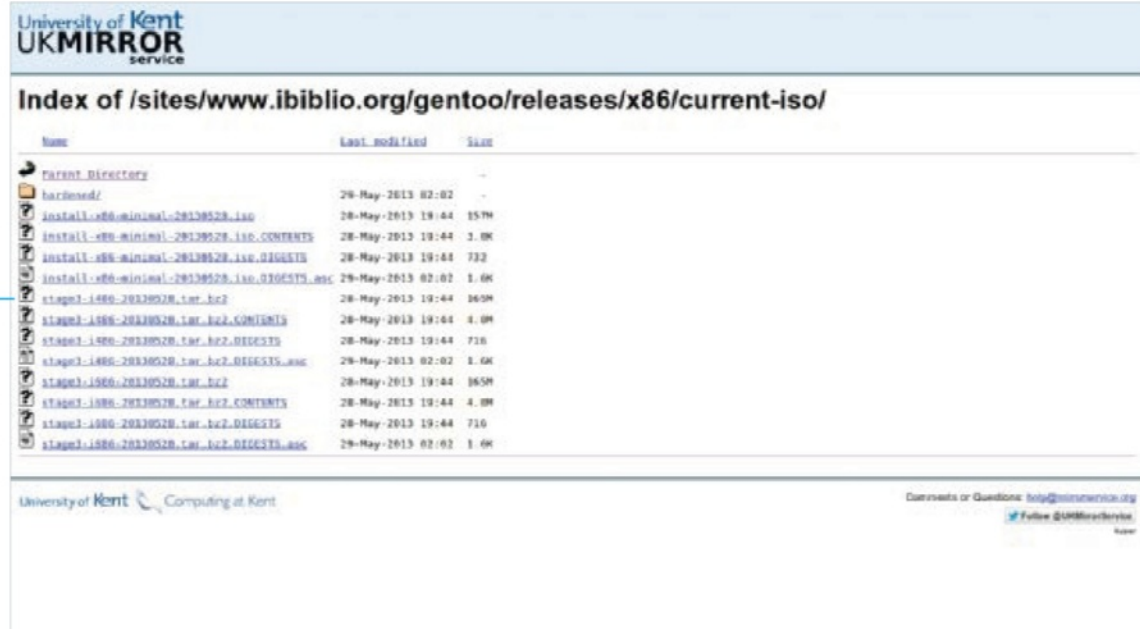 University of Kent
UKMIRROR
service
Index of /sites/www.ibiblio.org/gentoo/releases/x86/current-iso/
Name Last modified Size
Parent Directory -
hardened/ 29-May-2013 02:02 -
install-x86-minimal-20130528.iso 28-May-2013 19:44 157M
install-x86-minimal-20130528.iso.CONTENTS 28-May-2013 19:44 3.0K
install-x86-minimal-20130528.iso.DIGESTS 28-May-2013 19:44 732
install-x86-minimal-20130528.iso.DIGESTS.asc 29-May-2013 02:02 1.6K
stage3-i486-20130528.tar.bz2 28-May-2013 19:44 165M
stage3-i486-20130528.tar.bz2.CONTENTS 28-May-2013 19:44 4.0M
stage3-i486-20130528.tar.bz2.DIGESTS 28-May-2013 19:44 716
stage3-i486-20130528.tar.bz2.DIGESTS.asc 29-May-2013 02:02 1.6K
stage3-i686-20130528.tar.bz2 28-May-2013 19:44 165M
stage3-i686-20130528.tar.bz2.CONTENTS 28-May-2013 19:44 4.0M
stage3-i686-20130528.tar.bz2.DIGESTS 28-May-2013 19:44 716
stage3-i686-20130528.tar.bz2.DIGESTS.asc 29-May-2013 02:02 1.6K
University of Kent Computing at Kent
Comments or Questions: help@mirrorservice.org
Follow @UKMirrorService